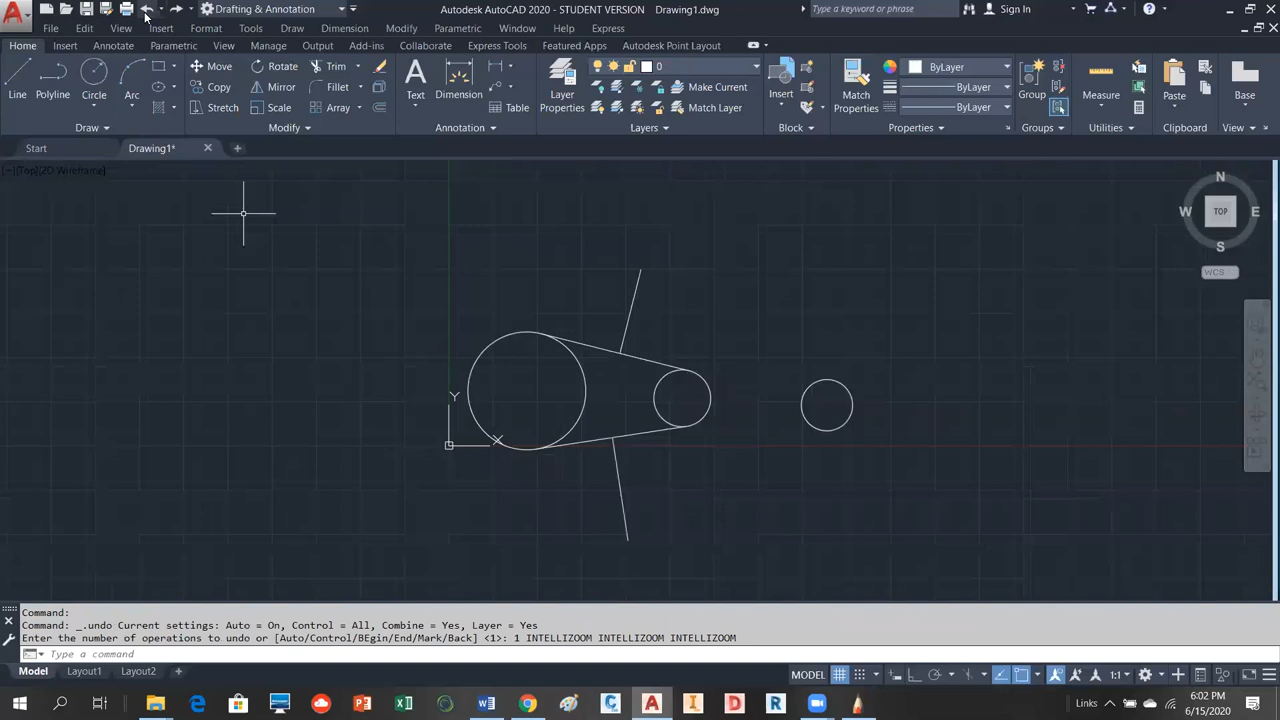 Drafting & Annotation
Autodesk AutoCAD 2020 - STUDENT VERSION Drawing1.dwg
Type a keyword or phrase
Sign In
File Edit View Insert Format Tools Draw Dimension Modify Parametric Window Help Express
Home Insert Annotate Parametric View Manage Output Add-ins Collaborate Express Tools Featured Apps Autodesk Point Layout
Line Polyline Circle Arc
Move Rotate Trim
Copy Mirror Fillet
Stretch Scale Array
Text Dimension Table
Layer Properties
0
Make Current
Match Layer
Insert
Match Properties
ByLayer
ByLayer
ByLayer
Group
Measure
Paste
Base
Draw Modify Annotation Layers Block Properties Groups Utilities Clipboard View
Start Drawing1*
[−][Top][2D Wireframe]
N
W TOP E
S
WCS
Y
X
Command:
Command: _.undo Current settings: Auto = On, Control = All, Combine = Yes, Layer = Yes
Enter the number of operations to undo or [Auto/Control/BEgin/End/Mark/Back] <1>: 1 INTELLIZOOM INTELLIZOOM INTELLIZOOM
Type a command
Model Layout1 Layout2
MODEL 1:1
Links
6:02 PM
6/15/2020